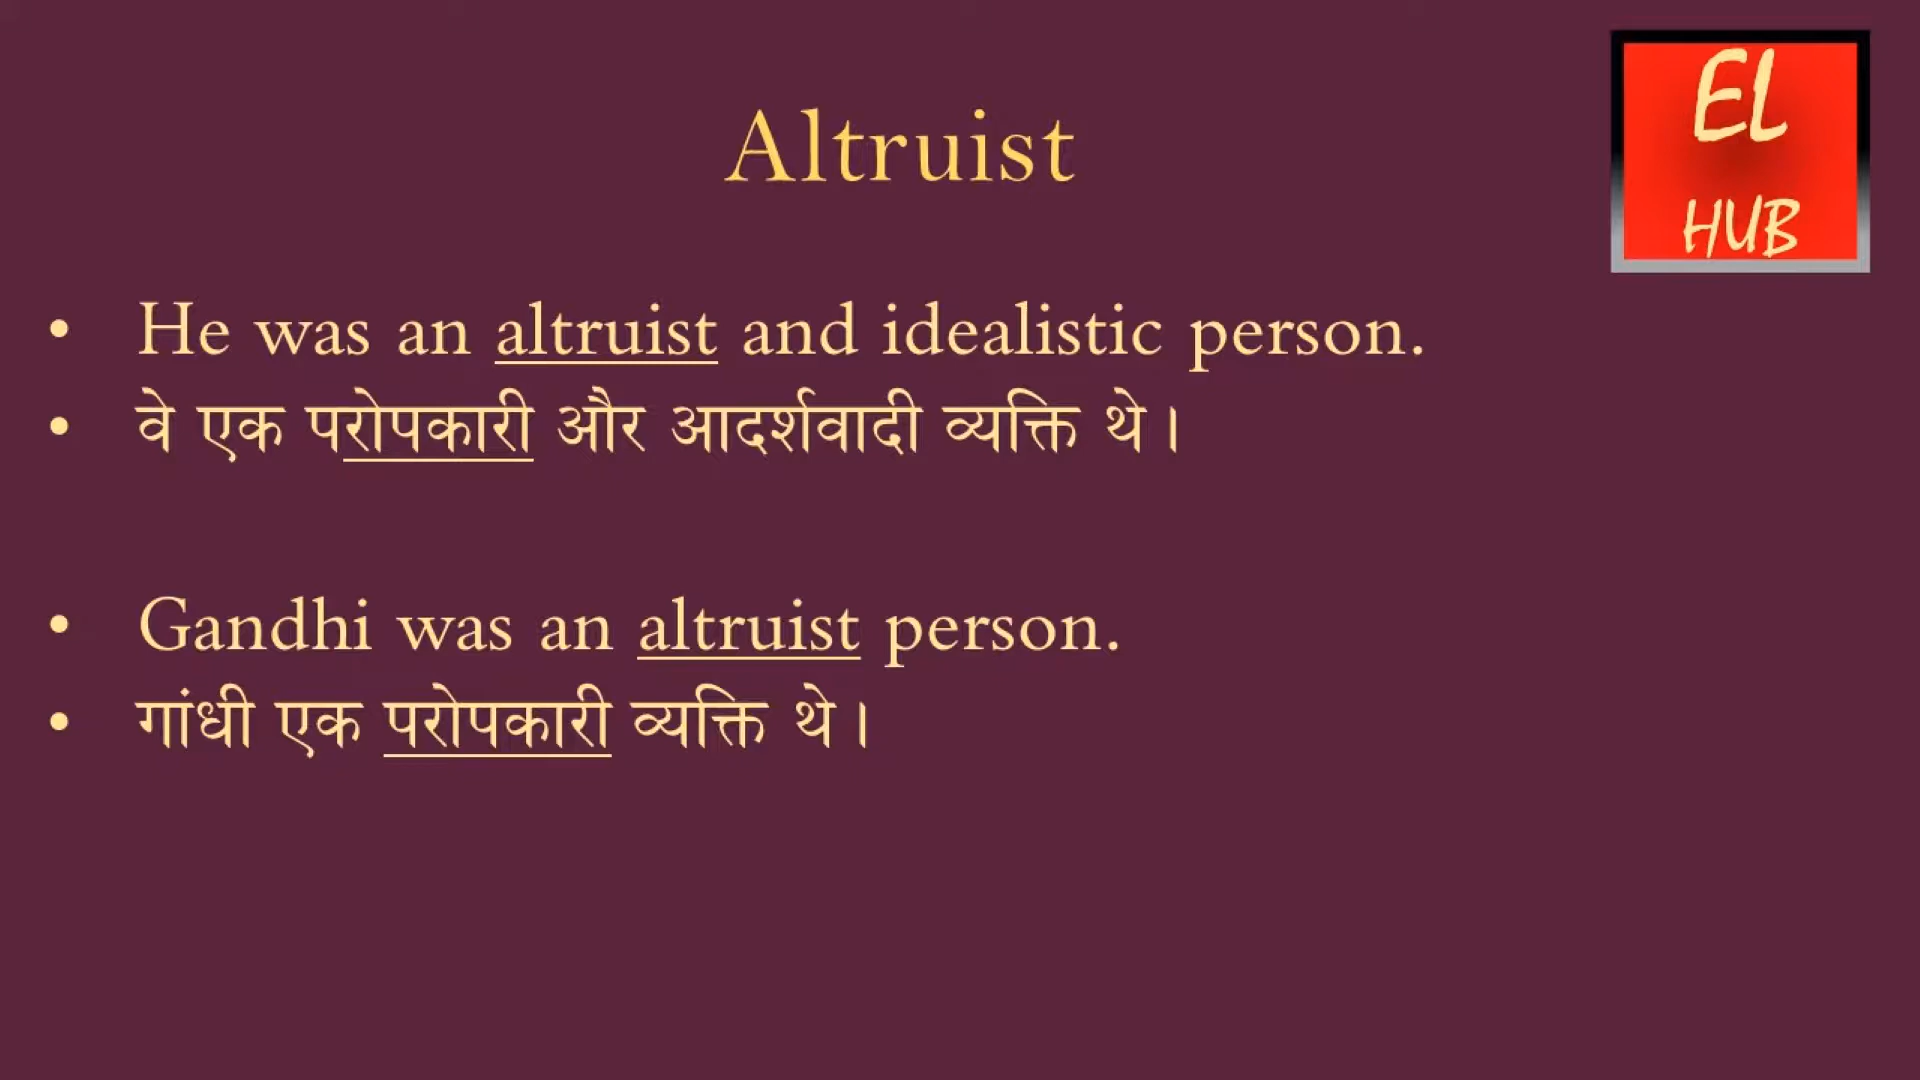 EL
HUB
Altruist
• He was an altruist and idealistic person.
• वे एक परोपकारी और आदर्शवादी व्यक्ति थे।
• Gandhi was an altruist person.
• गांधी एक परोपकारी व्यक्ति थे।